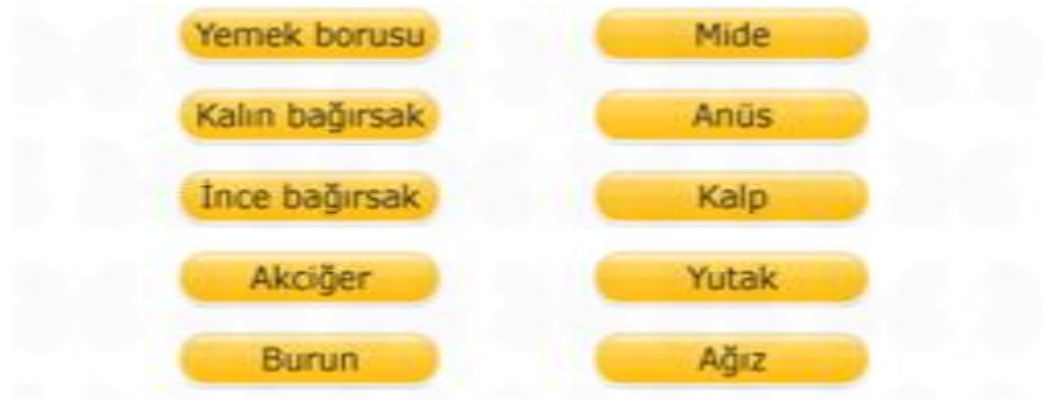 Yemek borusu
Mide
Kalın bağırsak
Anüs
İnce bağırsak
Kalp
Akciğer
Yutak
Burun
Ağız